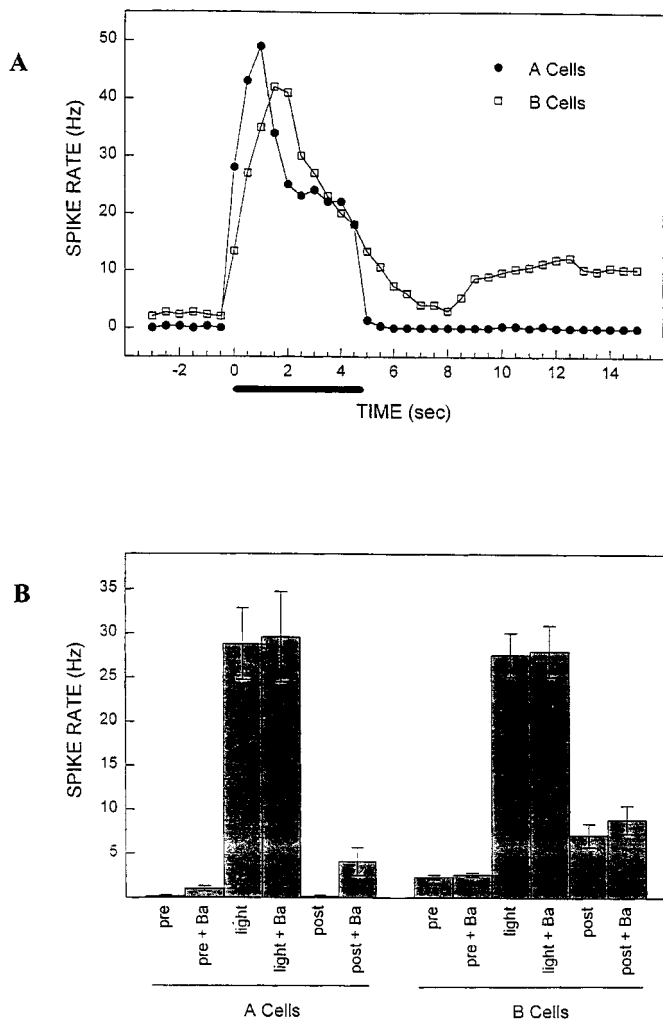 A
SPIKE RATE (Hz)
50
40
30
20
10
0
A Cells
B Cells
-2 0 2 4 6 8 10 12 14
TIME (sec)
B
SPIKE RATE (Hz)
35
30
25
20
15
10
5
pre
pre + Ba
light
light + Ba
post
post + Ba
pre
pre + Ba
light
light + Ba
post
post + Ba
A Cells
B Cells